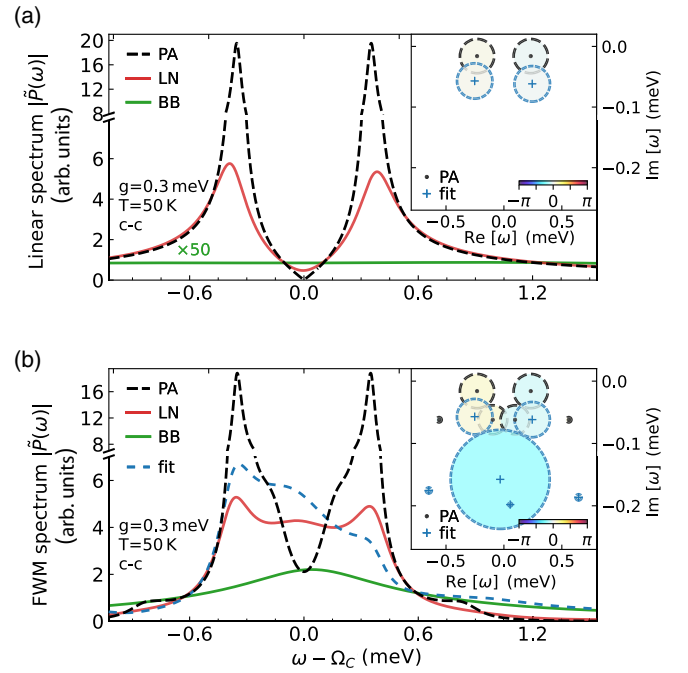 (a)
20
16
12
8
6
4
2
0
Linear spectrum |P̃(ω)|
(arb. units)
PA
LN
BB
g=0.3 meV
T=50 K
c-c
×50
−0.6
0.0
0.6
1.2
PA
fit
−π 0 π
−0.5 0.0 0.5
Re [ω] (meV)
0.0
−0.1
−0.2
Im [ω] (meV)
(b)
16
12
8
6
4
2
0
FWM spectrum |P̃(ω)|
(arb. units)
PA
LN
BB
fit
g=0.3 meV
T=50 K
c-c
−0.6
0.0
0.6
1.2
ω − Ω_C (meV)
PA
fit
−π 0 π
−0.5 0.0 0.5
Re [ω] (meV)
0.0
−0.1
−0.2
Im [ω] (meV)